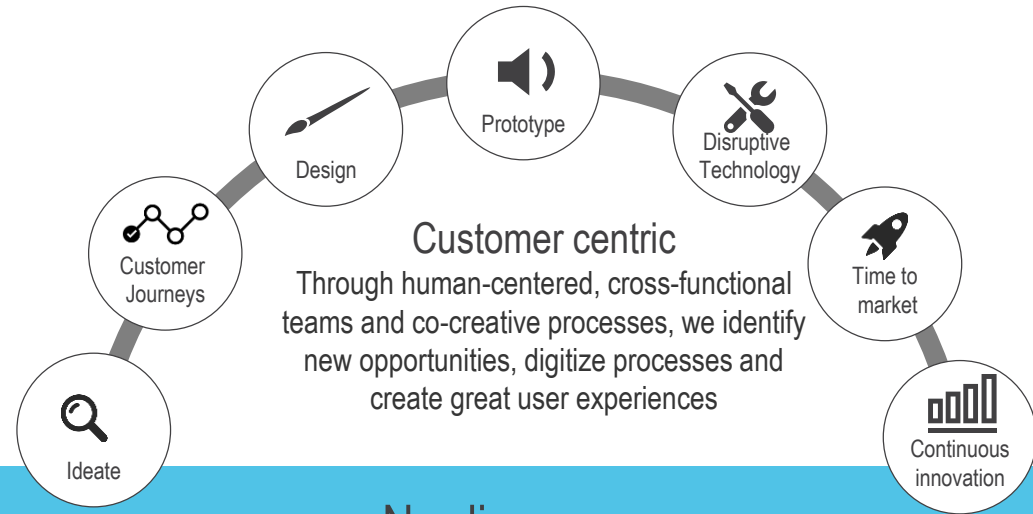 Prototype
Design
Disruptive
Technology
Customer
Journeys
Time to
market
Customer centric
Through human-centered, cross-functional
teams and co-creative processes, we identify
new opportunities, digitize processes and
create great user experiences
Ideate
Continuous
innovation